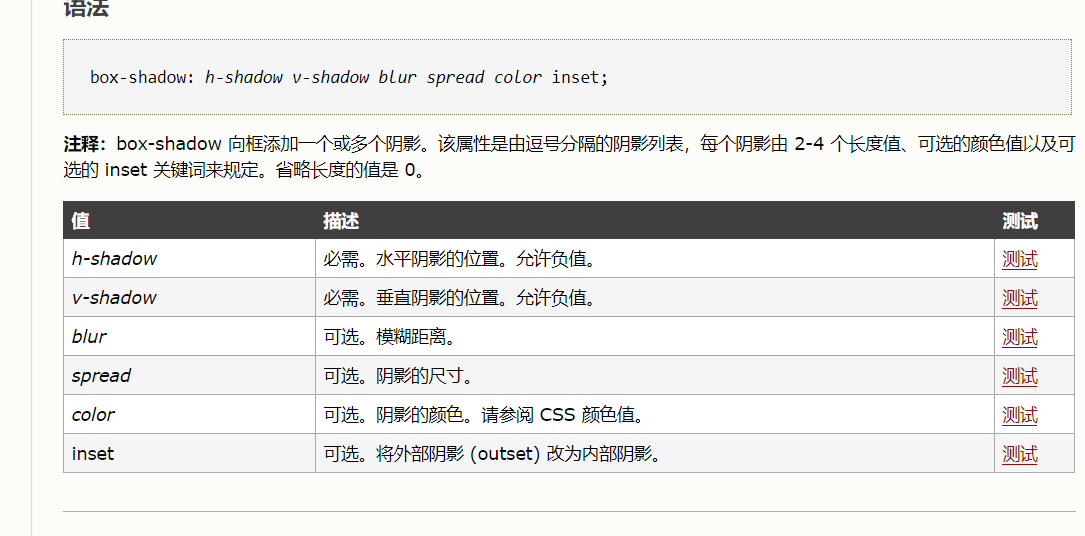 语法
box-shadow: h-shadow v-shadow blur spread color inset;
注释：box-shadow 向框添加一个或多个阴影。该属性是由逗号分隔的阴影列表，每个阴影由 2-4 个长度值、可选的颜色值以及可
选的 inset 关键词来规定。省略长度的值是 0。
值 描述 测试
h-shadow 必需。水平阴影的位置。允许负值。 测试
v-shadow 必需。垂直阴影的位置。允许负值。 测试
blur 可选。模糊距离。 测试
spread 可选。阴影的尺寸。 测试
color 可选。阴影的颜色。请参阅 CSS 颜色值。 测试
inset 可选。将外部阴影 (outset) 改为内部阴影。 测试